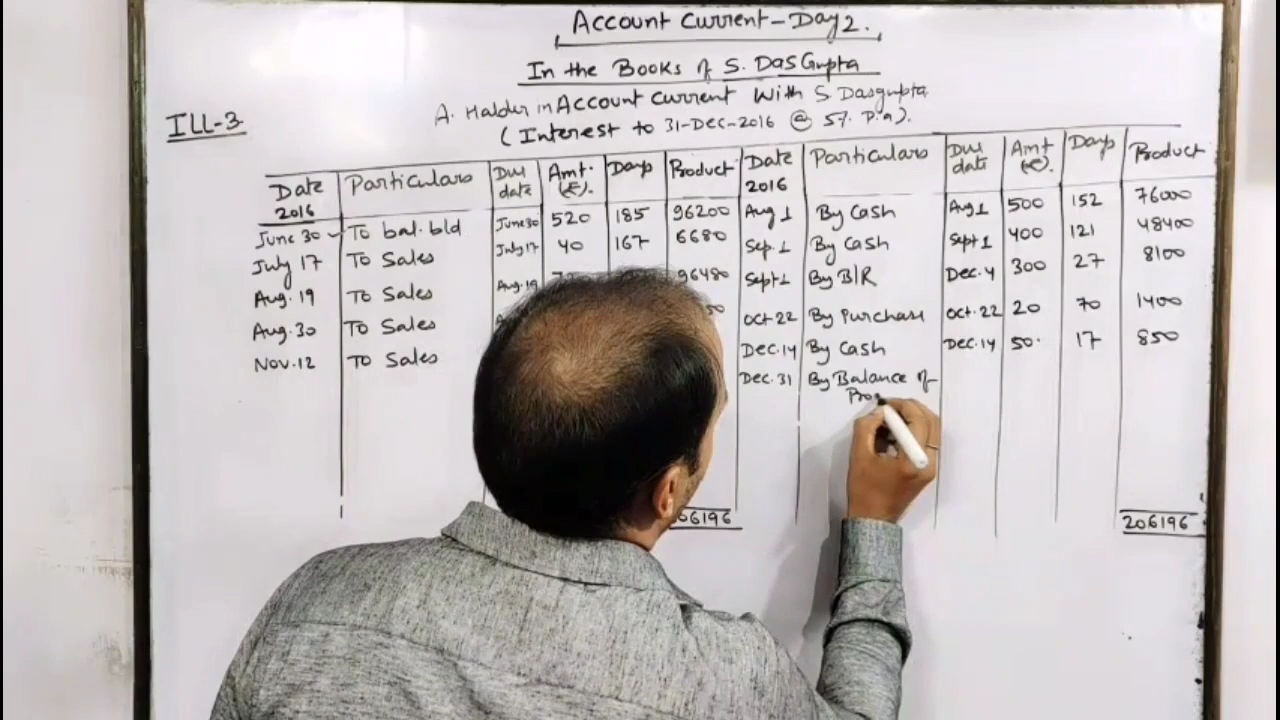 Account Current-Day 2.
In the Books of S. DasGupta
ILL-3
A. Halder in Account Current With S Dasgupta
(Interest to 31-Dec-2016 @ 5% p.a).
Date 2016 Particulars Due date Amt. (₹). Days Product Date 2016 Particulars Due date Amt (₹). Days Product
June 30 To bal. b/d June 30 520 185 96200 Aug 1 By Cash Aug 1 500 152 76000
July 17 To Sales July 17 40 167 6680 Sep. 1 By Cash Sept 1 400 121 48400
Aug. 19 To Sales Aug. 19 96480 Sept 1 By B/R Dec. 4 300 27 8100
Aug. 30 To Sales Oct 22 By Purchase Oct. 22 20 70 1400
Nov. 12 To Sales Dec. 14 By Cash Dec. 14 50. 17 850
Dec. 31 By Balance of
206196